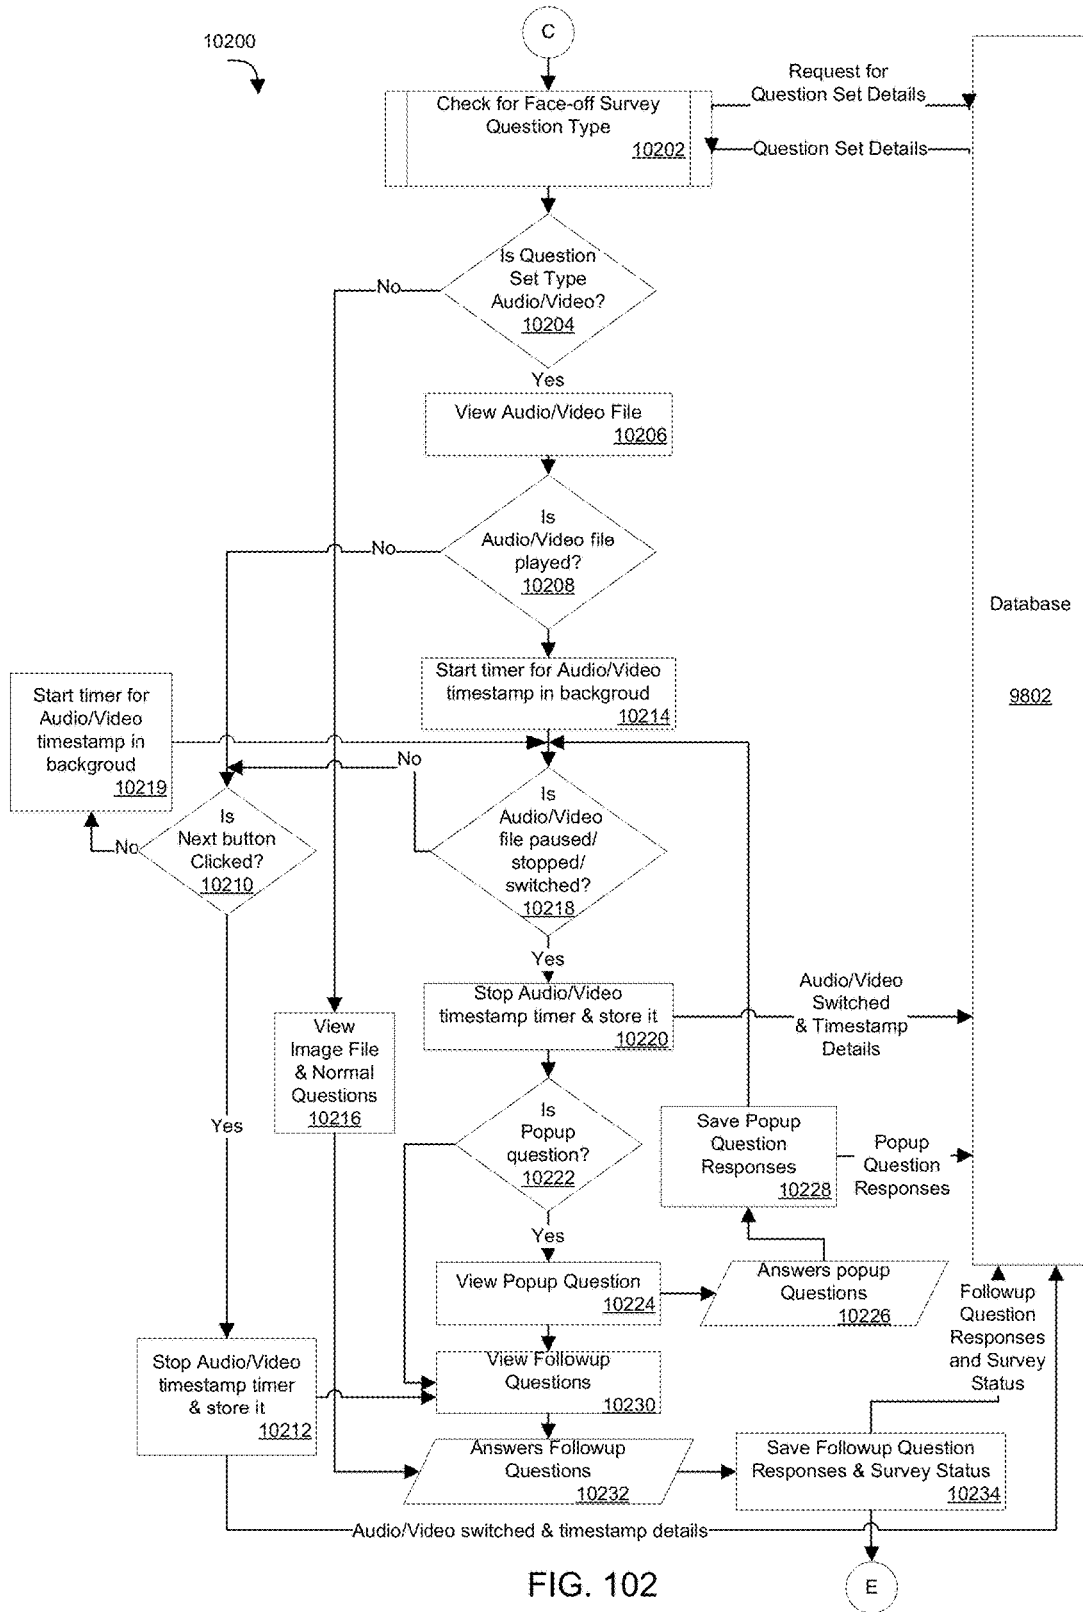 C
10200
Request for
Question Set Details
Check for Face-off Survey
Question Type
10202
Question Set Details
Is Question
Set Type
Audio/Video?
10204
No
Yes
View Audio/Video File
10206
Is
Audio/Video file
played?
10208
No
Database
9802
Start timer for Audio/Video
timestamp in backgroud
10214
Start timer for
Audio/Video
timestamp in
backgroud
10219
No
Is
Next button
Clicked?
10210
No
Is
Audio/Video
file paused/
stopped/
switched?
10218
Yes
Stop Audio/Video
timestamp timer & store it
10220
Audio/Video
Switched
& Timestamp
Details
View
Image File
& Normal
Questions
10216
Yes
Is
Popup
question?
10222
Save Popup
Question
Responses
10228
Popup
Question
Responses
Yes
View Popup Question
10224
Answers popup
Questions
10226
Followup
Question
Responses
and Survey
Status
Stop Audio/Video
timestamp timer
& store it
10212
View Followup
Questions
10230
Answers Followup
Questions
10232
Save Followup Question
Responses & Survey Status
10234
Audio/Video switched & timestamp details
E
FIG. 102